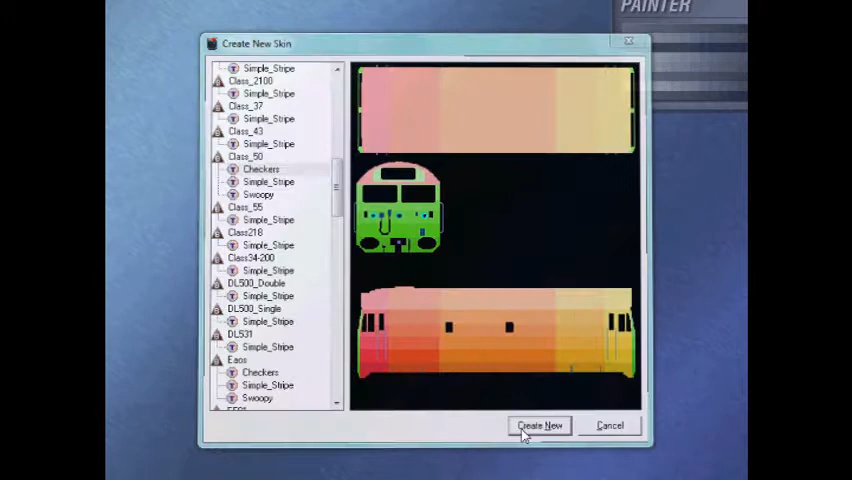 PAINTER
Create New Skin
Simple_Stripe
Class_2100
Simple_Stripe
Class_37
Simple_Stripe
Class_43
Simple_Stripe
Class_50
Checkers
Simple_Stripe
Swoopy
Class_55
Simple_Stripe
Class218
Simple_Stripe
Class34-200
Simple_Stripe
DL500_Double
Simple_Stripe
DL500_Single
Simple_Stripe
DL531
Simple_Stripe
Eaos
Checkers
Simple_Stripe
Swoopy
Create New
Cancel